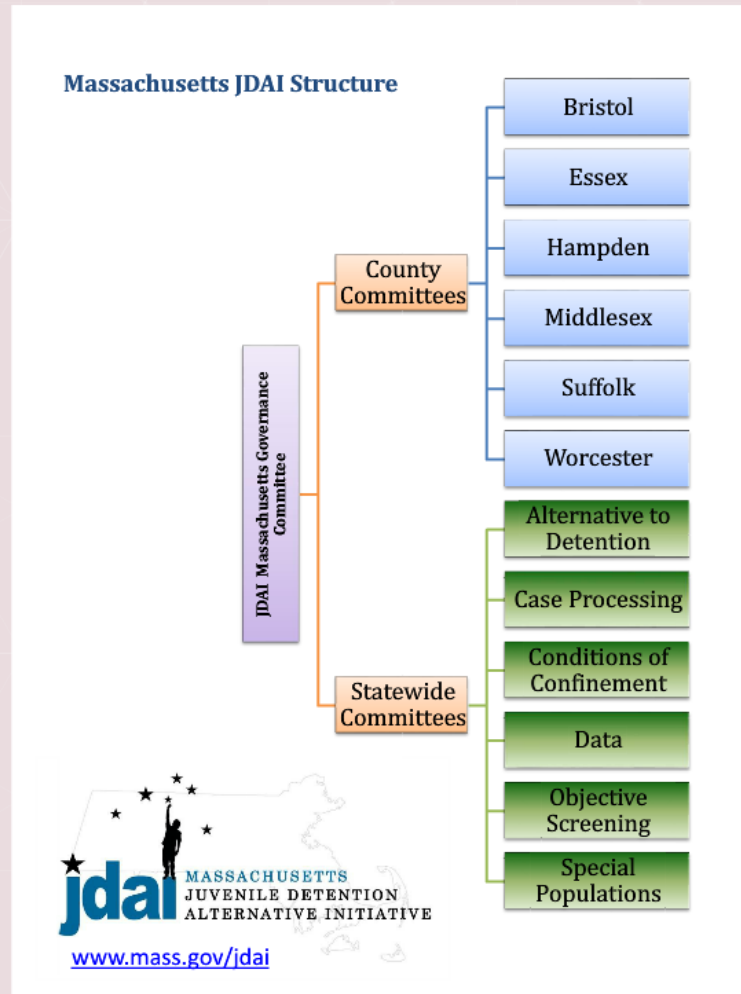 Massachusetts JDAI Structure
JDAI Massachusetts Governance
Committee
County
Committees
Bristol
Essex
Hampden
Middlesex
Suffolk
Worcester
Statewide
Committees
Alternative to
Detention
Case Processing
Conditions of
Confinement
Data
Objective
Screening
Special
Populations
jdai
MASSACHUSETTS
JUVENILE DETENTION
ALTERNATIVE INITIATIVE
www.mass.gov/jdai